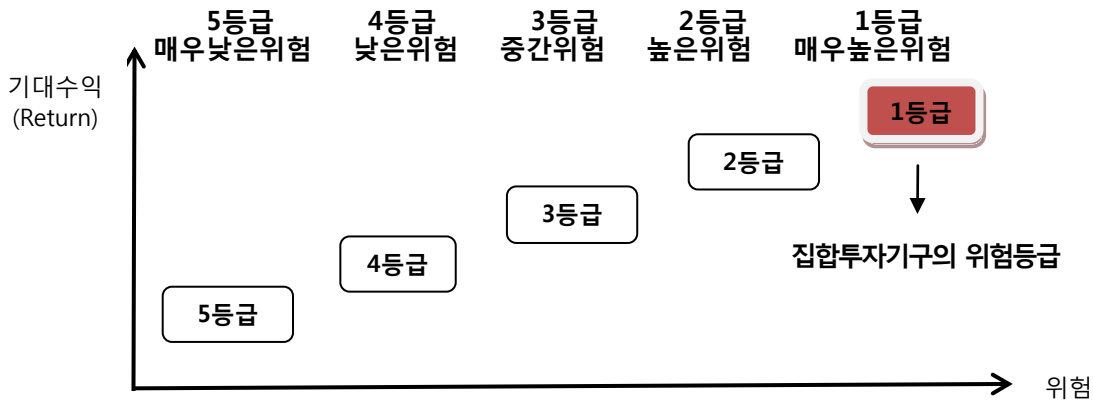 5등급 4등급 3등급 2등급 1등급
매우낮은위험 낮은위험 중간위험 높은위험 매우높은위험
기대수익
(Return)
1등급
2등급
3등급
집합투자기구의 위험등급
4등급
5등급
위험